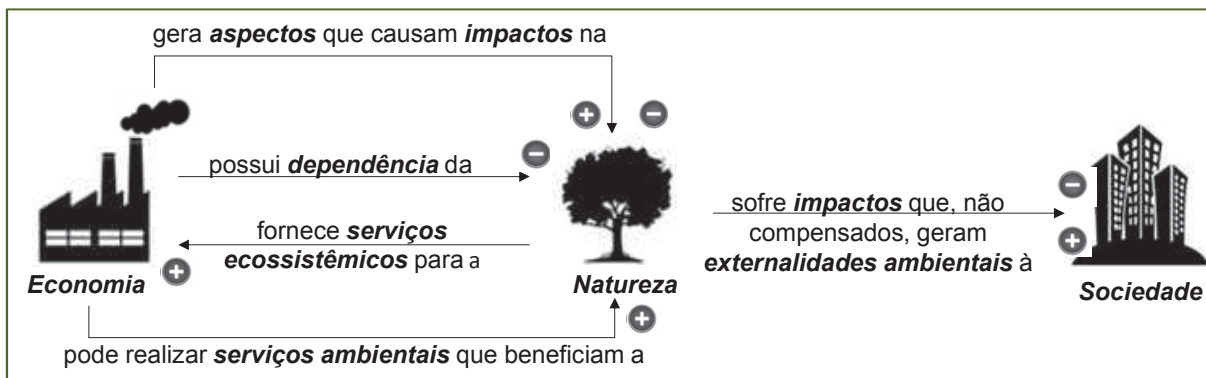 gera aspectos que causam impactos na
possui dependência da
fornece serviços
ecossistêmicos para a
Economia
Natureza
sofre impactos que, não
compensados, geram
externalidades ambientais à
Sociedade
pode realizar serviços ambientais que beneficiam a